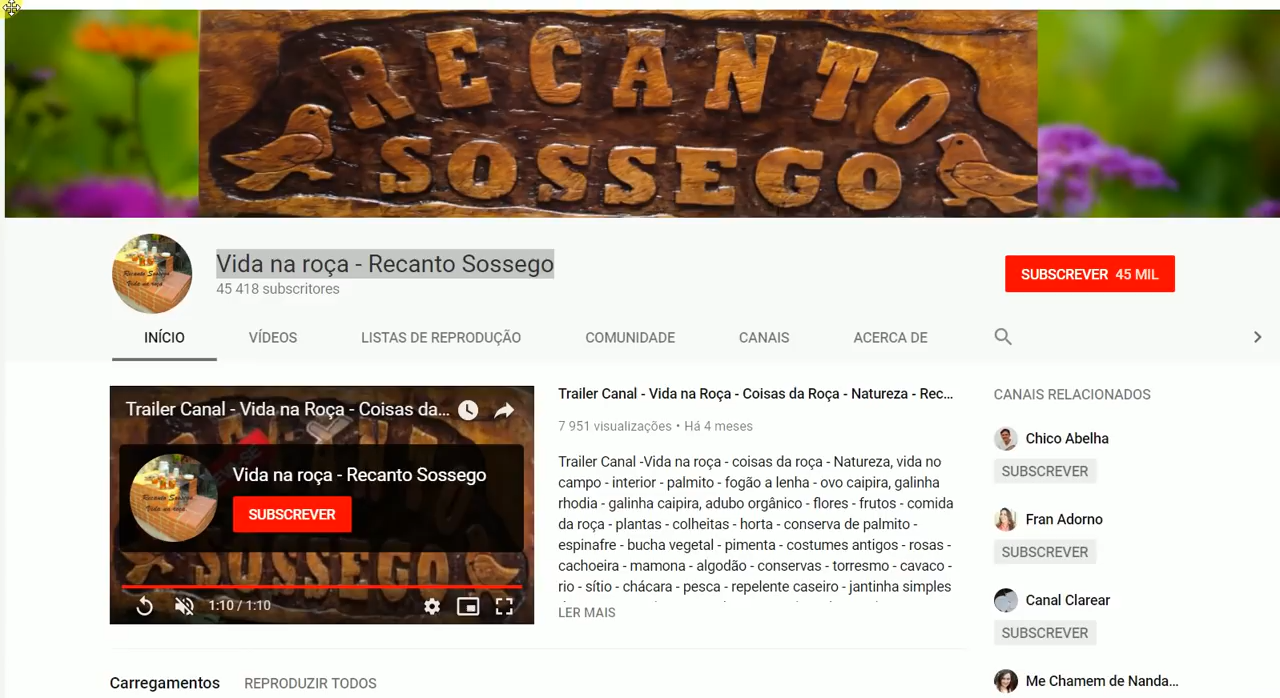 RECANTO
SOSSEGO
Vida na roça - Recanto Sossego
45 418 subscritores
SUBSCREVER 45 MIL
INÍCIO
VÍDEOS
LISTAS DE REPRODUÇÃO
COMUNIDADE
CANAIS
ACERCA DE
Trailer Canal - Vida na Roça - Coisas da...
Vida na roça - Recanto Sossego
SUBSCREVER
Recanto Sossego
Vida na roça
SOSSEGO
1:10 / 1:10
Trailer Canal - Vida na Roça - Coisas da Roça - Natureza - Rec...
7 951 visualizações • Há 4 meses
Trailer Canal -Vida na roça - coisas da roça - Natureza, vida no
campo - interior - palmito - fogão a lenha - ovo caipira, galinha
rhodia - galinha caipira, adubo orgânico - flores - frutos - comida
da roça - plantas - colheitas - horta - conserva de palmito -
espinafre - bucha vegetal - pimenta - costumes antigos - rosas -
cachoeira - mamona - algodão - conservas - torresmo - cavaco -
rio - sítio - chácara - pesca - repelente caseiro - jantinha simples
LER MAIS
CANAIS RELACIONADOS
Chico Abelha
SUBSCREVER
Fran Adorno
SUBSCREVER
Canal Clarear
SUBSCREVER
Me Chamem de Nanda...
Carregamentos
REPRODUZIR TODOS